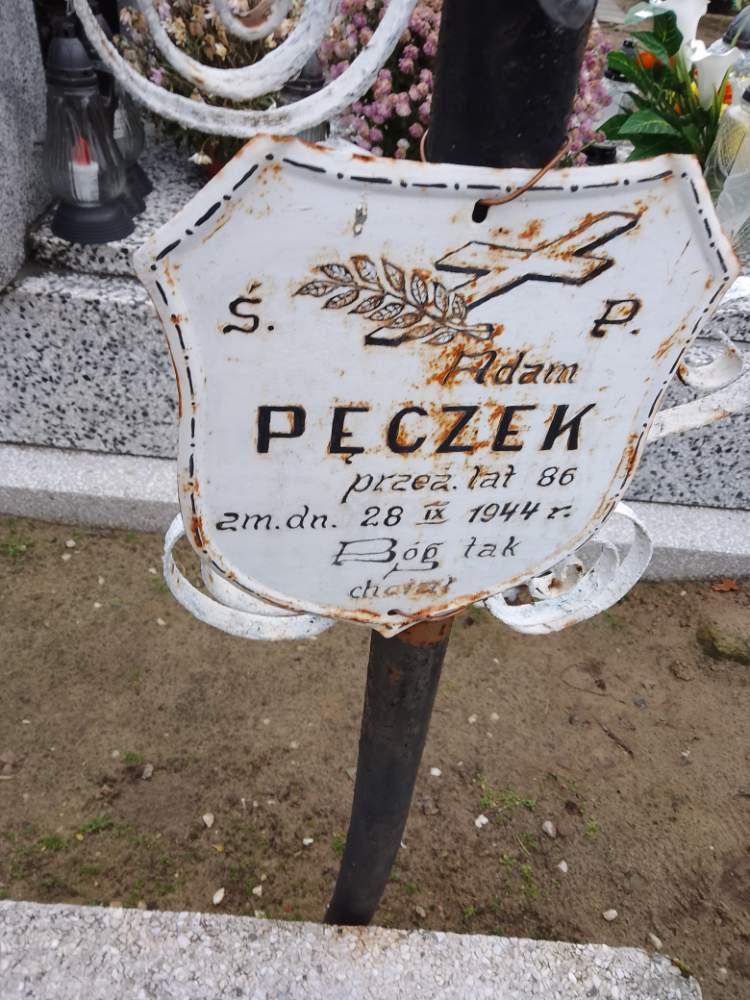 Ś. P.
Adam
PĘCZEK
przeż. lat 86
zm. dn. 28 IX 1944 r.
Bóg tak
chciał